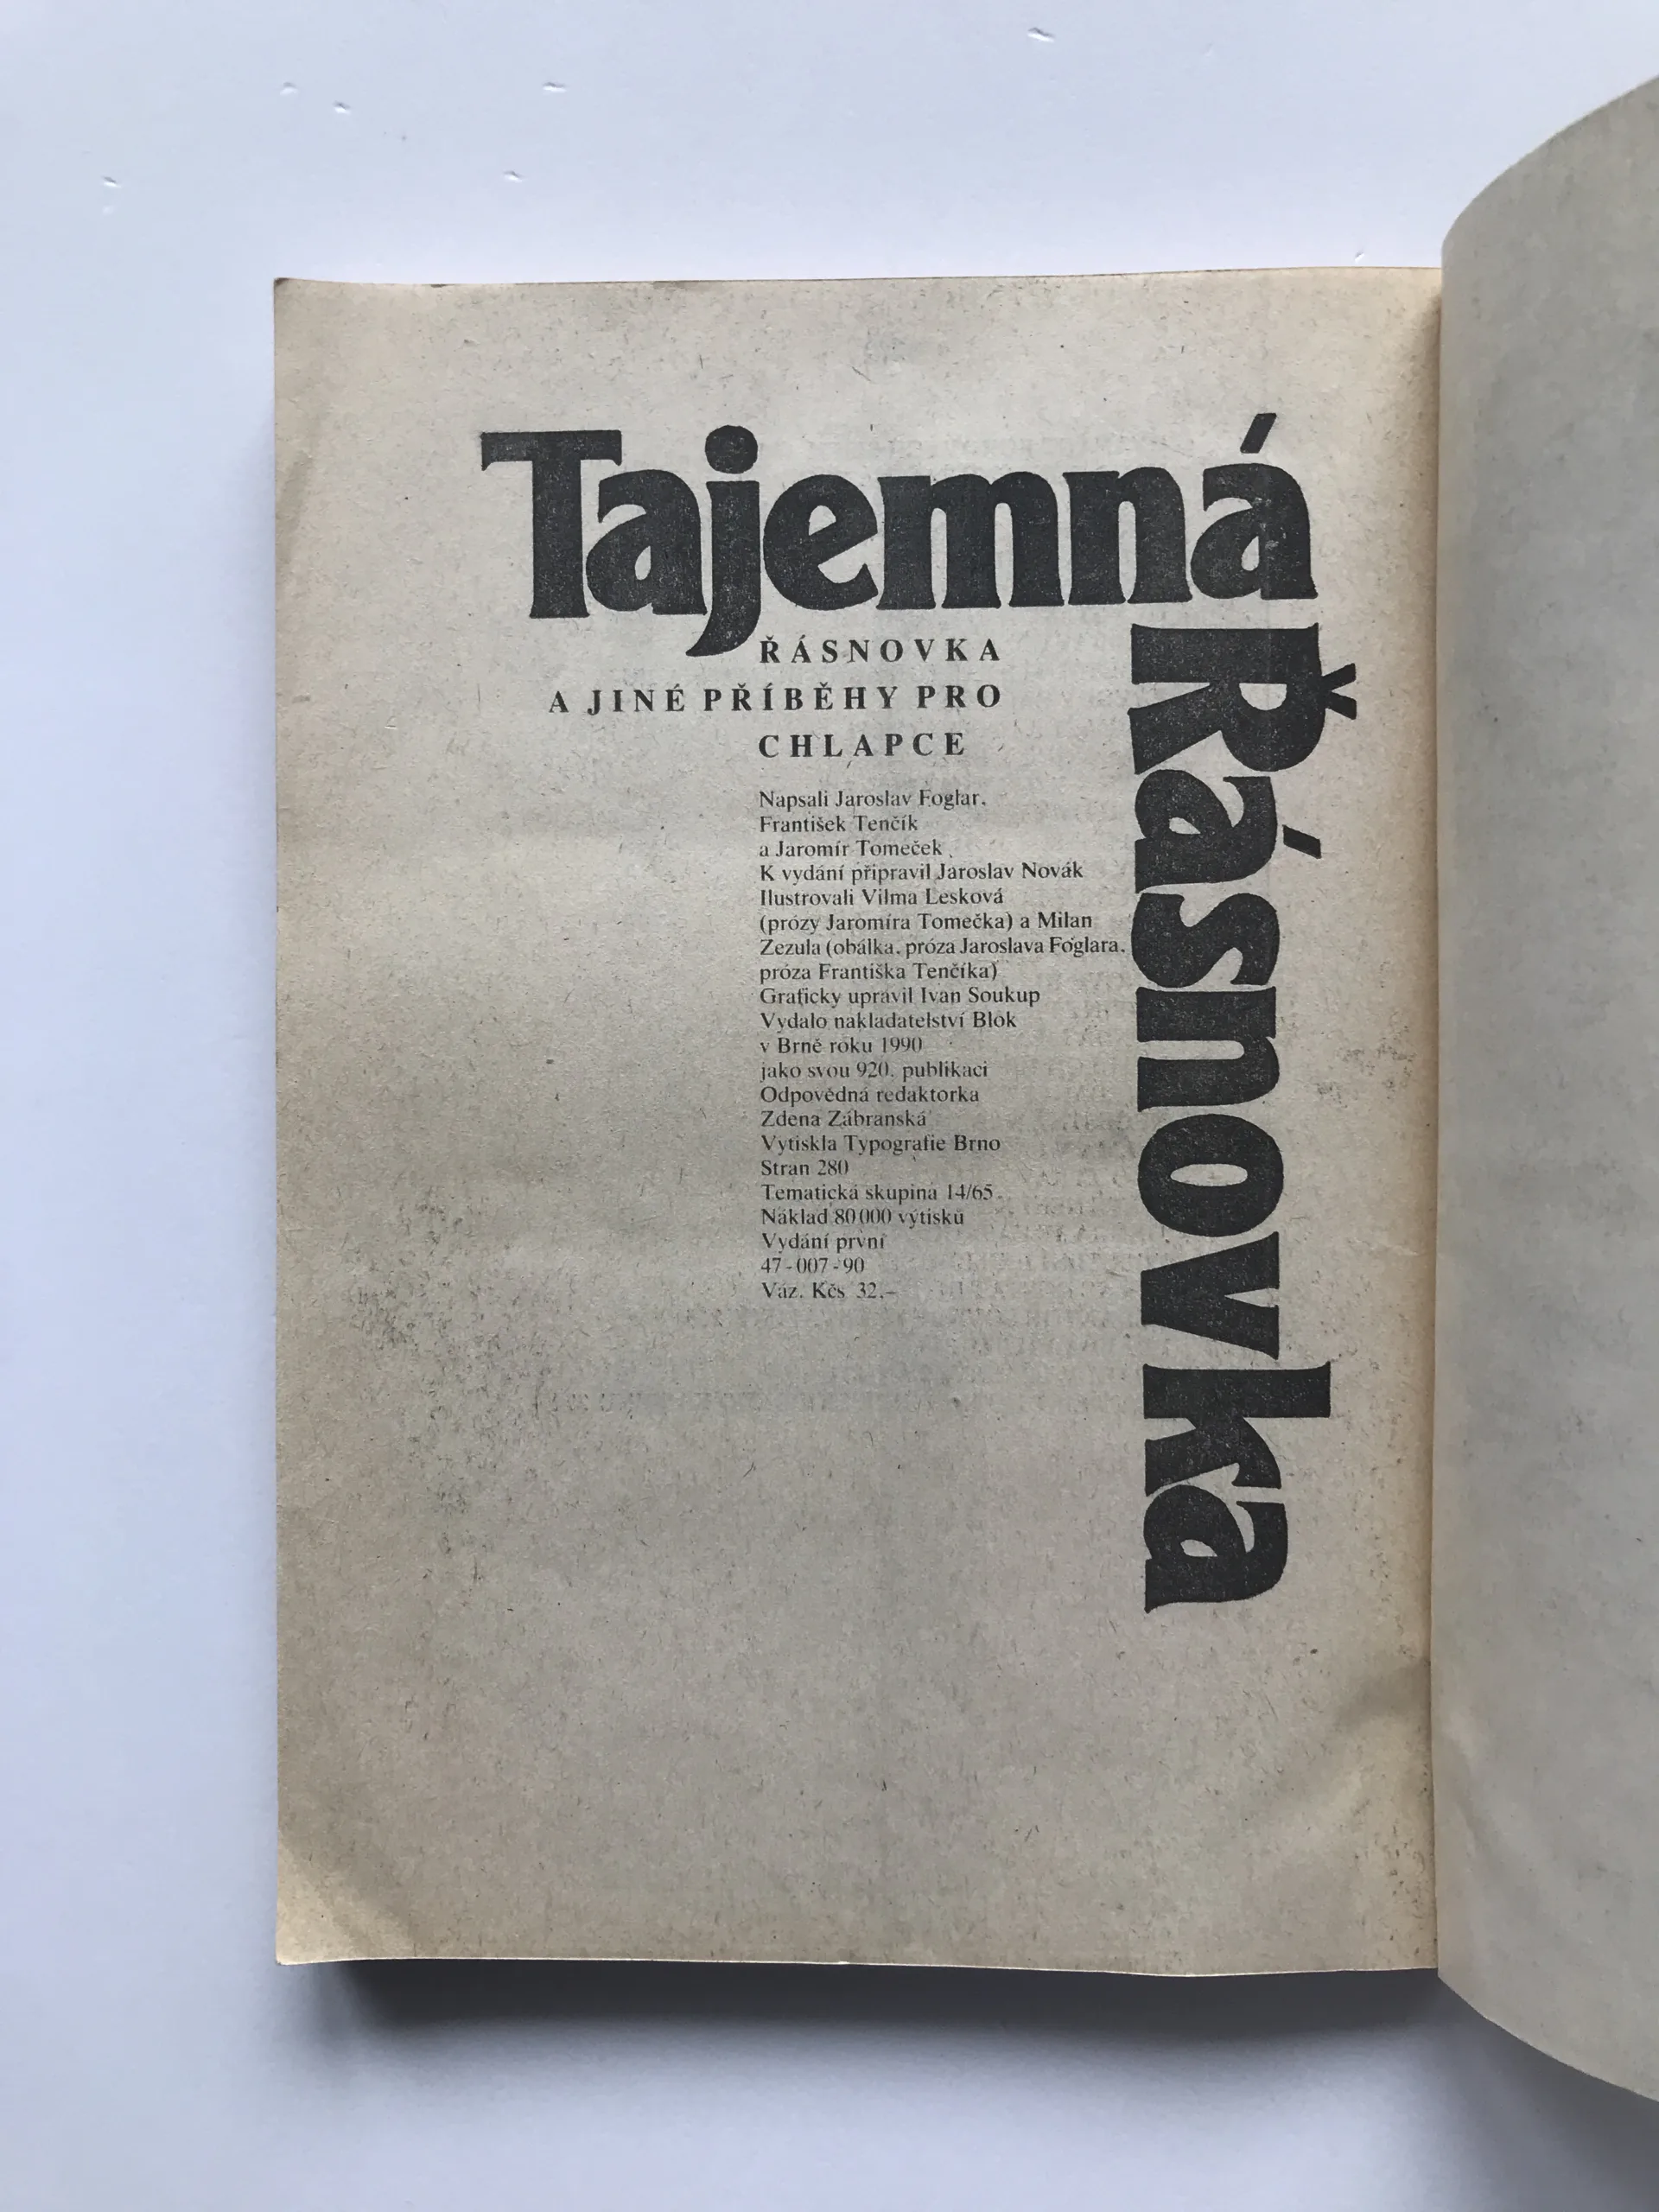 Tajemná
Řásnovka
ŘÁSNOVKA
A JINÉ PŘÍBĚHY PRO
CHLAPCE
Napsali Jaroslav Foglar,
František Tenčík
a Jaromír Tomeček
K vydání připravil Jaroslav Novák
Ilustrovali Vilma Lesková
(prózy Jaromíra Tomečka) a Milan
Zezula (obálka, próza Jaroslava Foglara,
próza Františka Tenčíka)
Graficky upravil Ivan Soukup
Vydalo nakladatelství Blok
v Brně roku 1990
jako svou 920. publikaci
Odpovědná redaktorka
Zdena Zábranská
Vytiskla Typografie Brno
Stran 280
Tematická skupina 14/65
Náklad 80 000 výtisků
Vydání první
47-007-90
Váz. Kčs 32,–